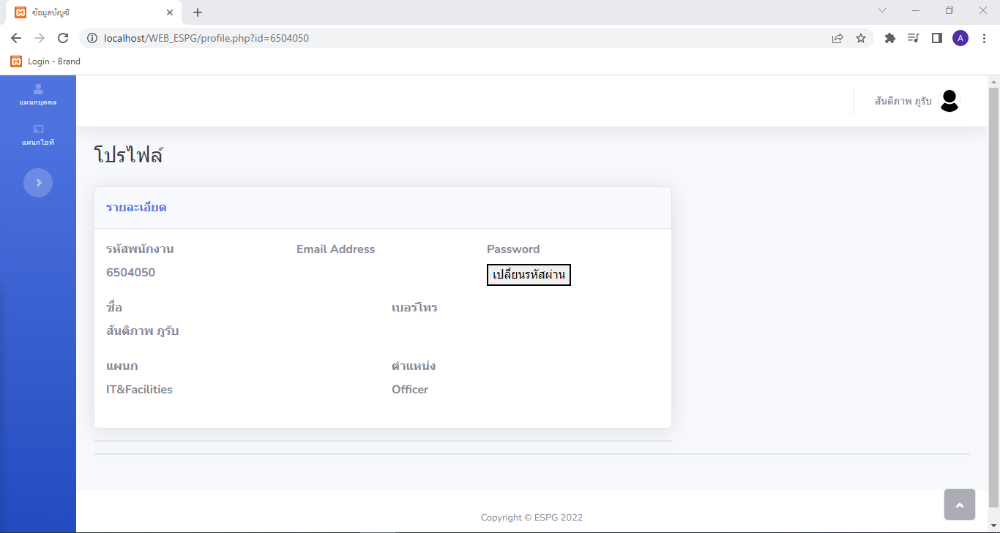 ข้อมูลบัญชี
localhost/WEB_ESPG/profile.php?id=6504050
A
Login - Brand
แผนกบุคคล
แผนกไอที
สันติภาพ ภูรับ
โปรไฟล์
รายละเอียด
รหัสพนักงาน Email Address Password
6504050 เปลี่ยนรหัสผ่าน
ชื่อ เบอร์โทร
สันติภาพ ภูรับ
แผนก ตำแหน่ง
IT&Facilities Officer
Copyright © ESPG 2022